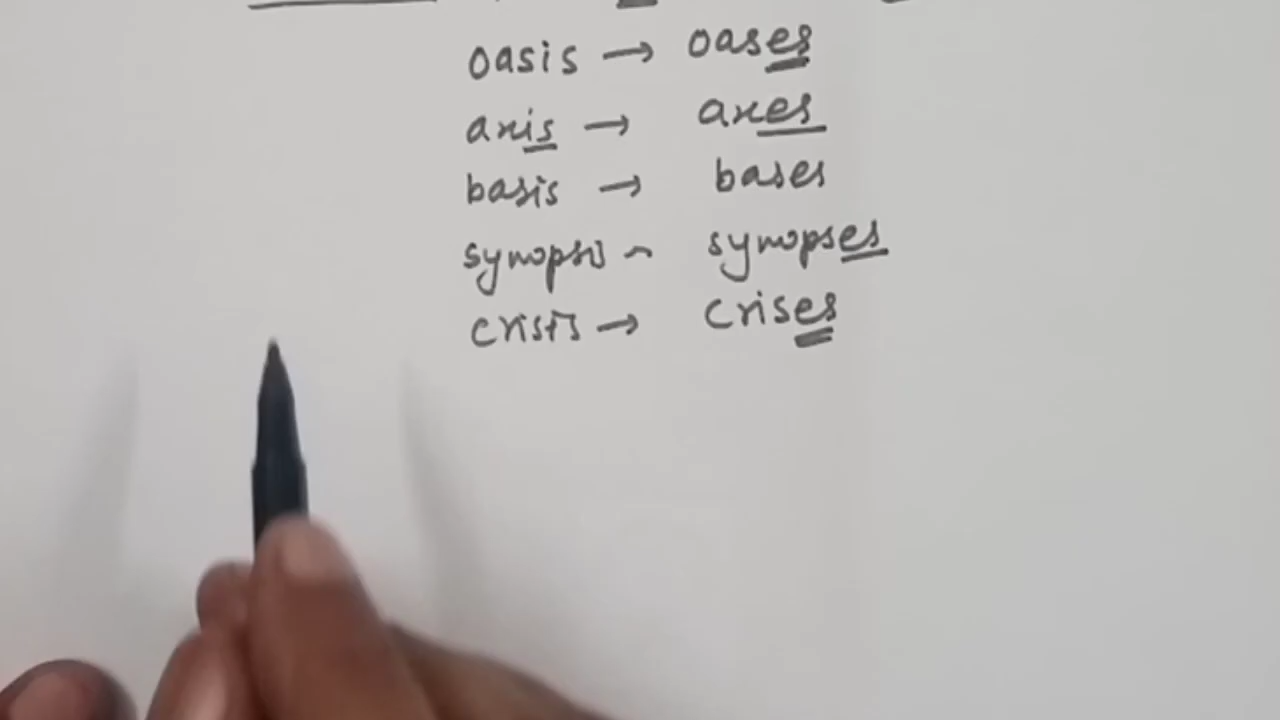 oasis → oases
axis → axes
basis → bases
synopsis → synopses
crisis → crises